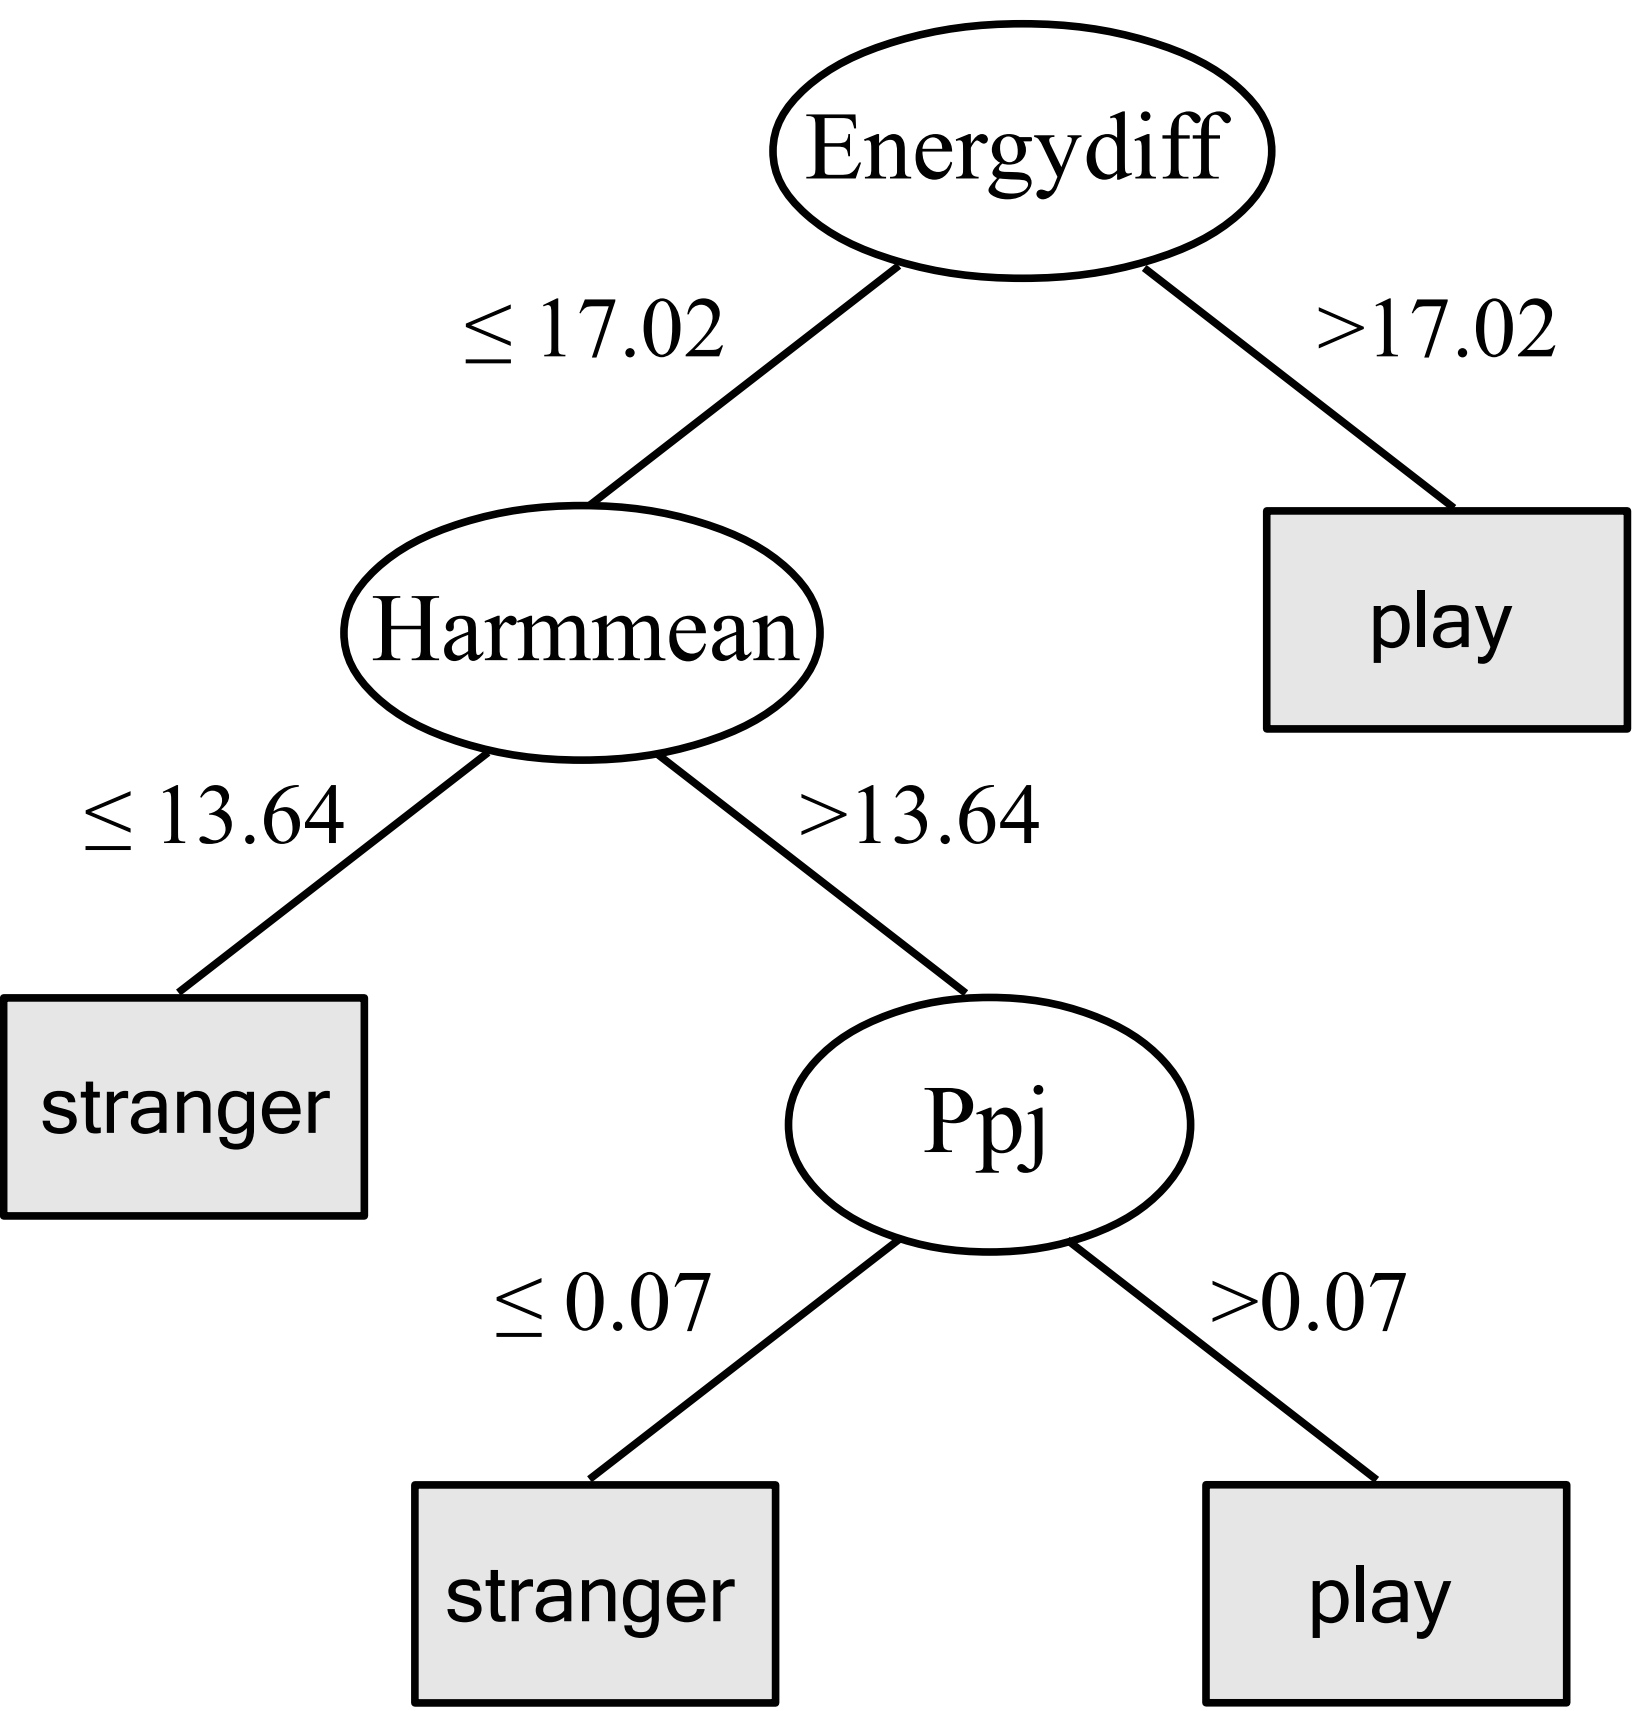 Energydiff
≤ 17.02
>17.02
Harmmean
play
≤ 13.64
>13.64
stranger
Ppj
≤ 0.07
>0.07
stranger
play